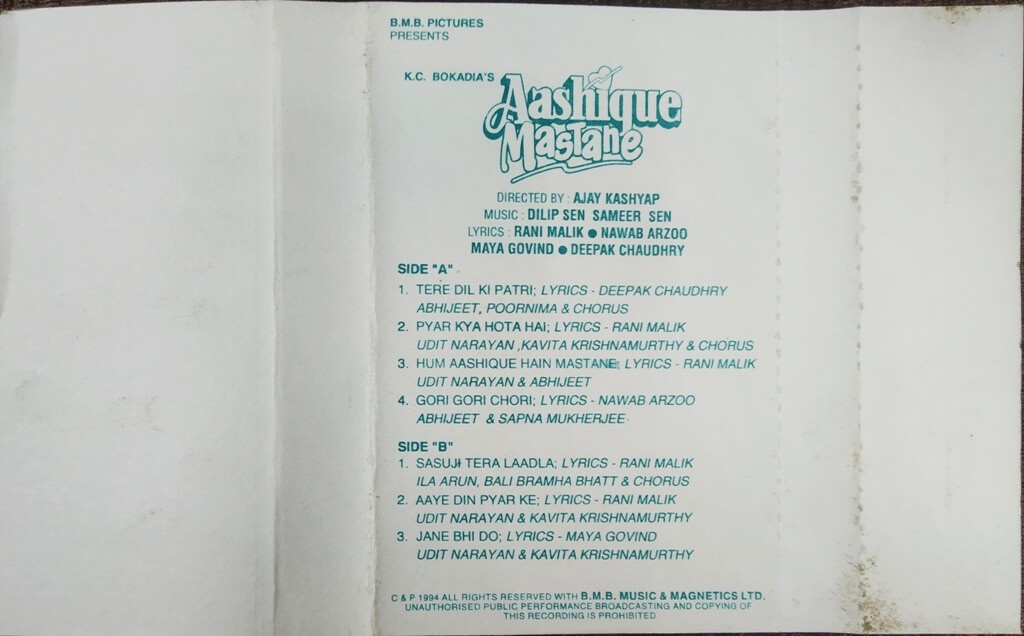 B.M.B. PICTURES
PRESENTS
K.C. BOKADIA'S
Aashique
Mastane
DIRECTED BY : AJAY KASHYAP
MUSIC : DILIP SEN SAMEER SEN
LYRICS : RANI MALIK ● NAWAB ARZOO
MAYA GOVIND ● DEEPAK CHAUDHRY
SIDE "A"
1. TERE DIL KI PATRI; LYRICS - DEEPAK CHAUDHRY
ABHIJEET, POORNIMA & CHORUS
2. PYAR KYA HOTA HAI; LYRICS - RANI MALIK
UDIT NARAYAN ,KAVITA KRISHNAMURTHY & CHORUS
3. HUM AASHIQUE HAIN MASTANE; LYRICS - RANI MALIK
UDIT NARAYAN & ABHIJEET
4. GORI GORI CHORI; LYRICS - NAWAB ARZOO
ABHIJEET & SAPNA MUKHERJEE
SIDE "B"
1. SASUJI TERA LAADLA; LYRICS - RANI MALIK
ILA ARUN, BALI BRAMHA BHATT & CHORUS
2. AAYE DIN PYAR KE; LYRICS - RANI MALIK
UDIT NARAYAN & KAVITA KRISHNAMURTHY
3. JANE BHI DO; LYRICS - MAYA GOVIND
UDIT NARAYAN & KAVITA KRISHNAMURTHY
C & P 1994 ALL RIGHTS RESERVED WITH B.M.B. MUSIC & MAGNETICS LTD.
UNAUTHORISED PUBLIC PERFORMANCE BROADCASTING AND COPYING OF
THIS RECORDING IS PROHIBITED